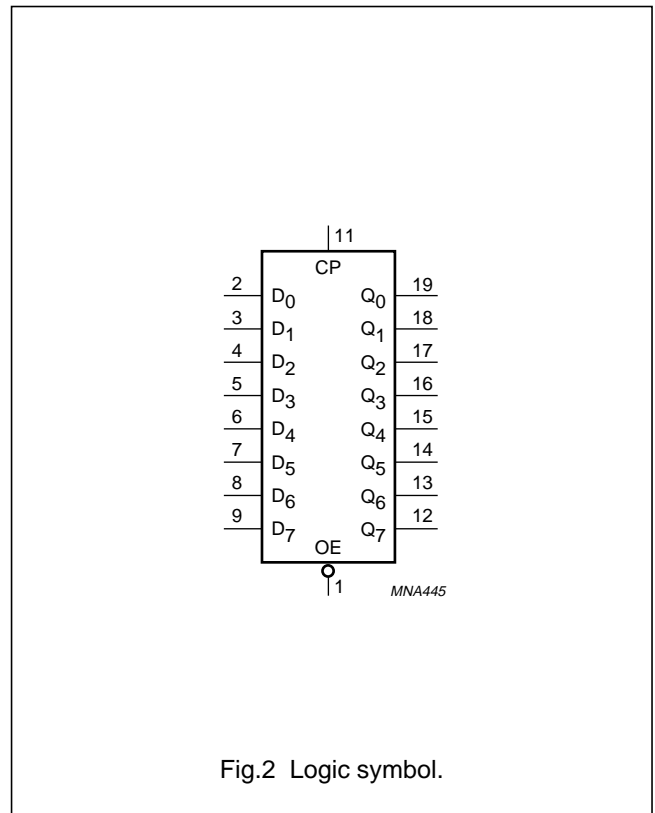 11
CP
2 D0 Q0 19
3 D1 Q1 18
4 D2 Q2 17
5 D3 Q3 16
6 D4 Q4 15
7 D5 Q5 14
8 D6 Q6 13
9 D7 Q7 12
OE
1 MNA445
Fig.2 Logic symbol.